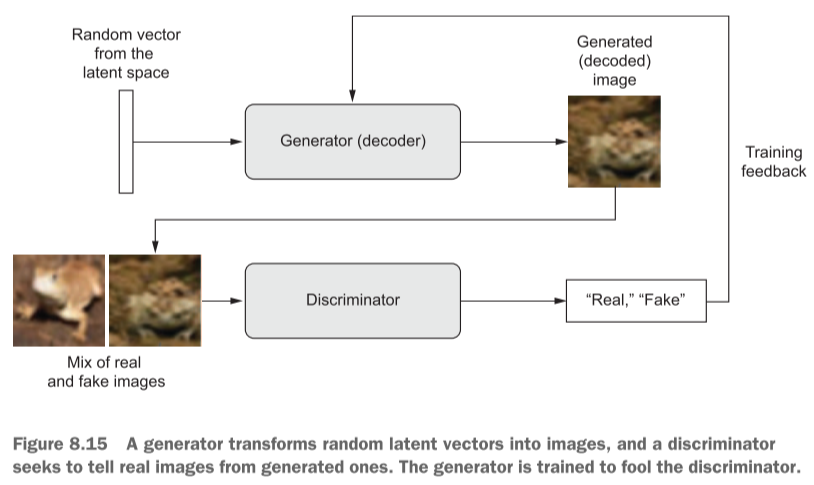 Random vector
from the
latent space
Generator (decoder)
Generated
(decoded)
image
Training
feedback
Mix of real
and fake images
Discriminator
“Real,” “Fake”
Figure 8.15 A generator transforms random latent vectors into images, and a discriminator
seeks to tell real images from generated ones. The generator is trained to fool the discriminator.